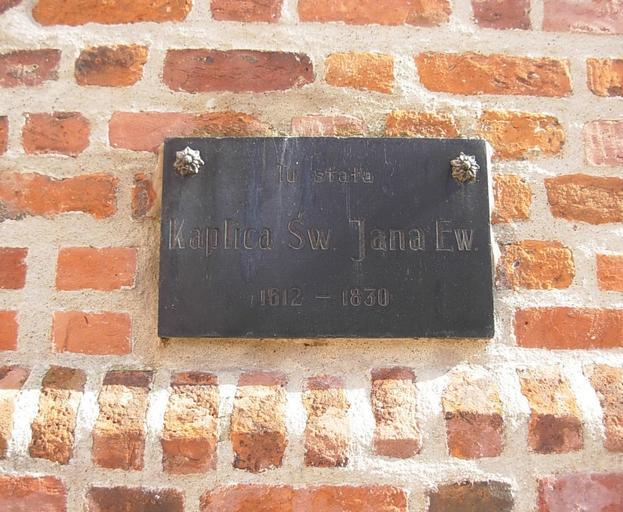 Tu stała
Kaplica Św. Jana Ew.
1612 – 1830